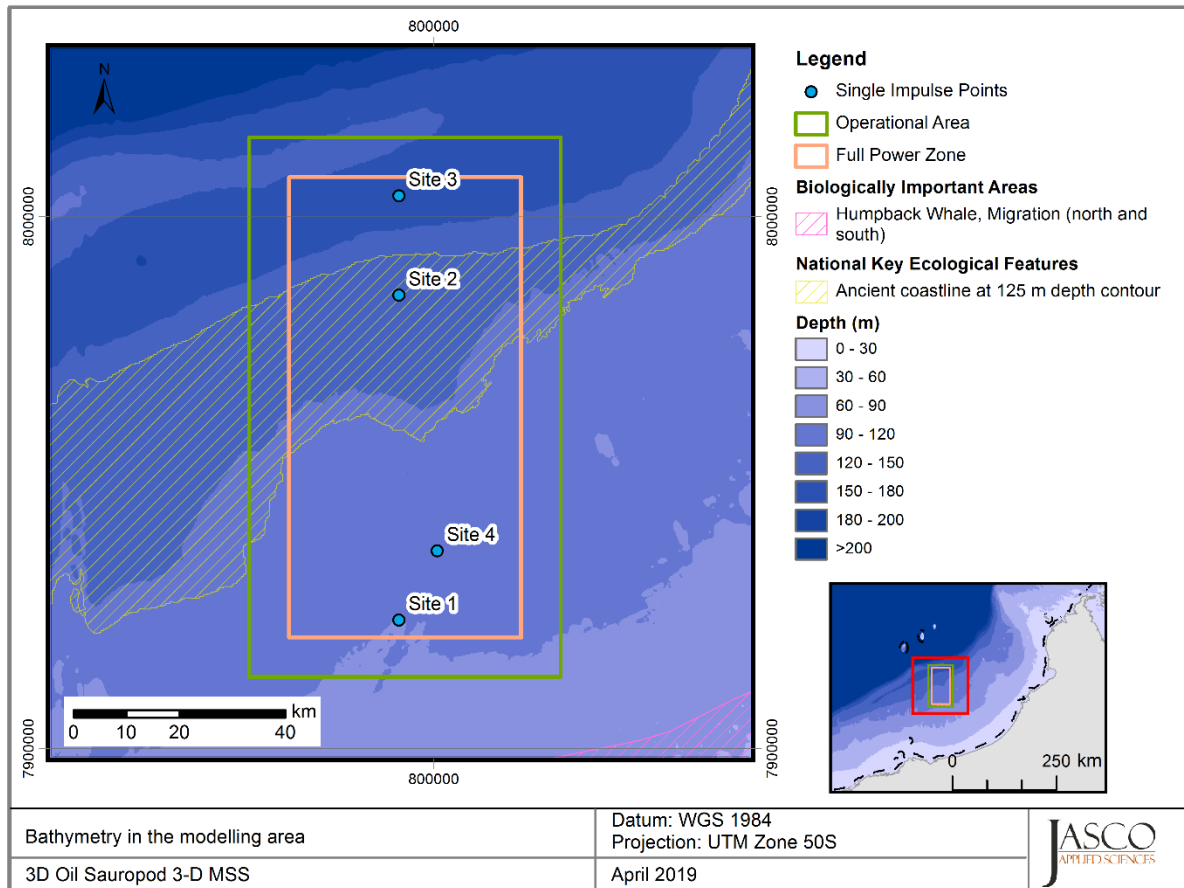 800000
N
8000000
8000000
Site 3
Site 2
Site 4
Site 1
km
0 10 20 40
7900000
7900000
800000
Legend
Single Impulse Points
Operational Area
Full Power Zone
Biologically Important Areas
Humpback Whale, Migration (north and
south)
National Key Ecological Features
Ancient coastline at 125 m depth contour
Depth (m)
0 - 30
30 - 60
60 - 90
90 - 120
120 - 150
150 - 180
180 - 200
>200
0 250 km
Bathymetry in the modelling area
3D Oil Sauropod 3-D MSS
Datum: WGS 1984
Projection: UTM Zone 50S
April 2019
JASCO
APPLIED SCIENCES